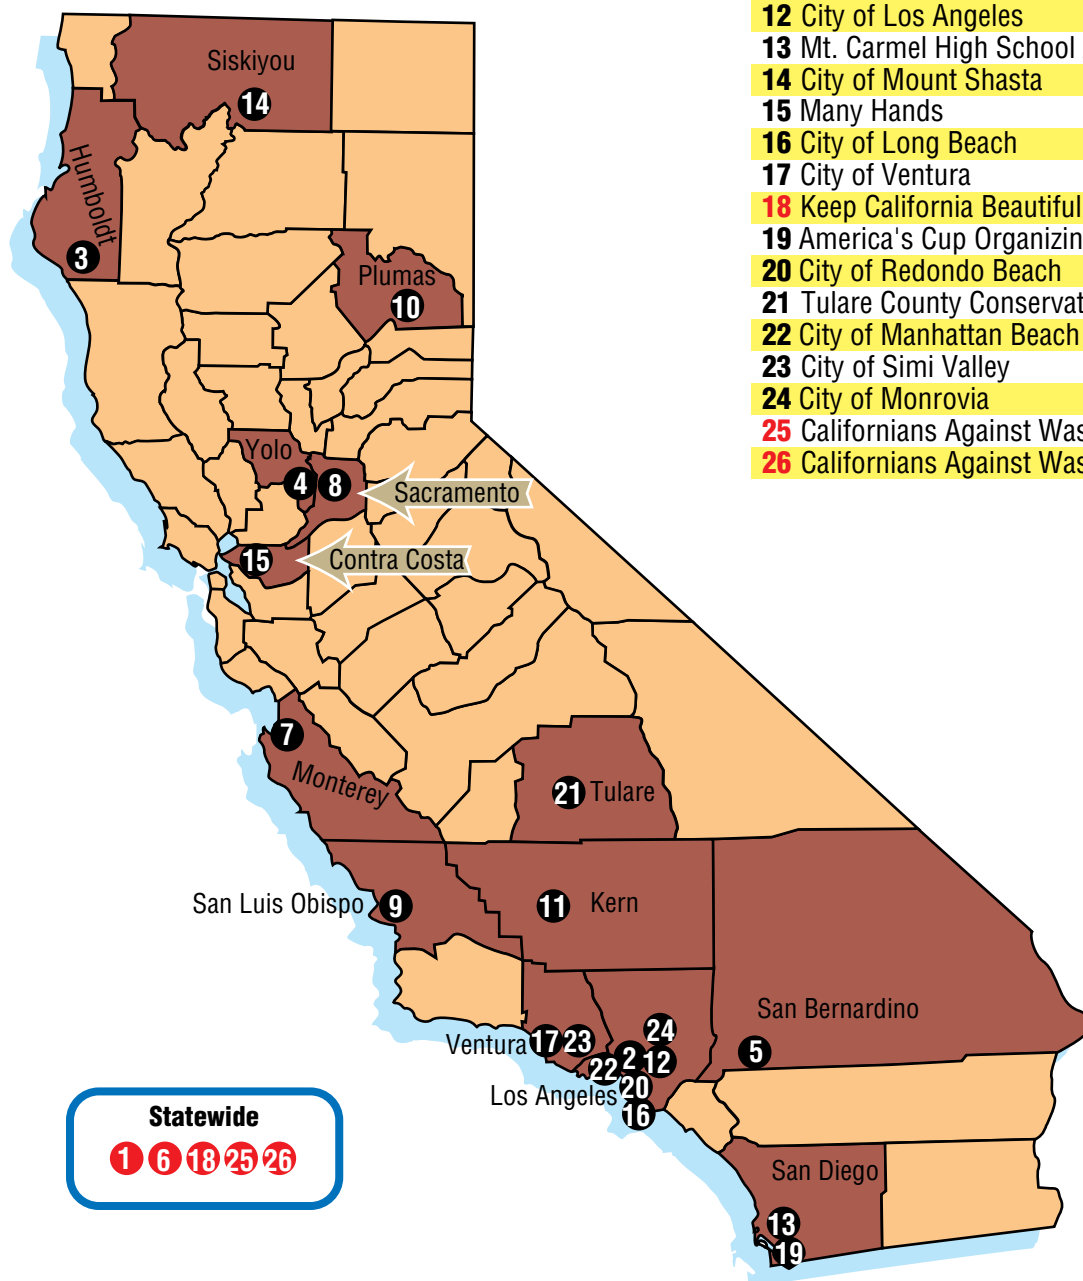 12 City of Los Angeles
13 Mt. Carmel High School
14 City of Mount Shasta
15 Many Hands
16 City of Long Beach
17 City of Ventura
18 Keep California Beautiful
19 America's Cup Organizin
20 City of Redondo Beach
21 Tulare County Conservat
22 City of Manhattan Beach
23 City of Simi Valley
24 City of Monrovia
25 Californians Against Was
26 Californians Against Was
Siskiyou
14
Humboldt
3
Plumas
10
Yolo
4 8
Sacramento
15
Contra Costa
7
Monterey
21 Tulare
San Luis Obispo 9
11 Kern
San Bernardino
5
Ventura 17 23
24
22 2 12
Los Angeles 20
16
Statewide
1 6 18 25 26
San Diego
13
19